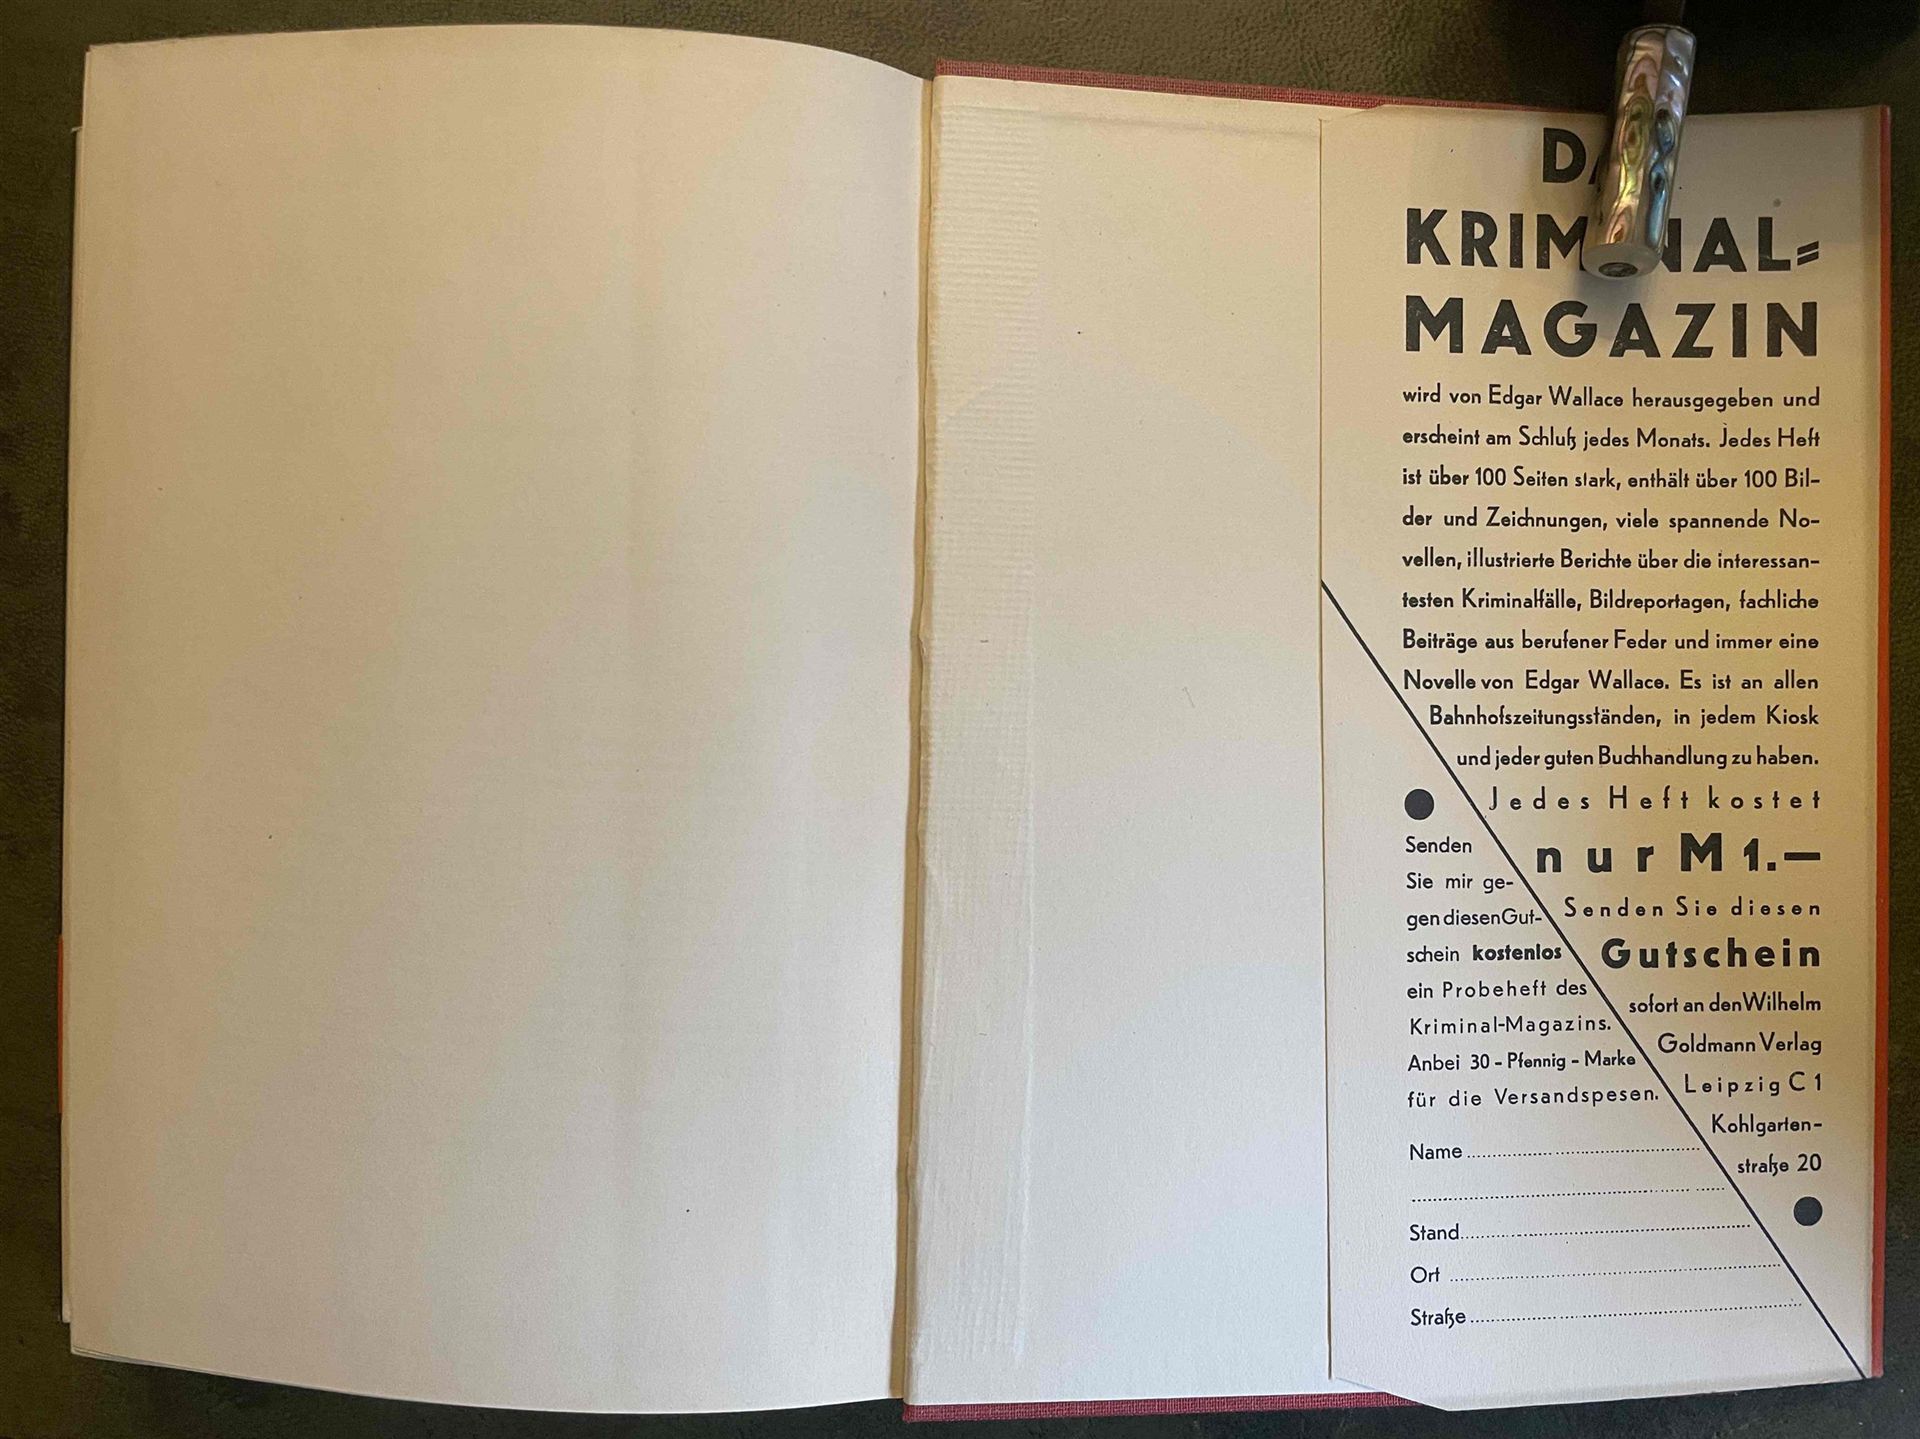 KRIMINAL=
MAGAZIN
wird von Edgar Wallace herausgegeben und
erscheint am Schluß jedes Monats. Jedes Heft
ist über 100 Seiten stark, enthält über 100 Bil-
der und Zeichnungen, viele spannende No-
vellen, illustrierte Berichte über die interessan-
testen Kriminalfälle, Bildreportagen, fachliche
Beiträge aus berufener Feder und immer eine
Novelle von Edgar Wallace. Es ist an allen
Bahnhofszeitungsständen, in jedem Kiosk
und jeder guten Buchhandlung zu haben.
Jedes Heft kostet
nur M 1.—
Senden Sie diesen
Gutschein
sofort an den Wilhelm
Goldmann Verlag
Leipzig C 1
Kohlgarten-
straße 20
Senden
Sie mir ge-
gen diesen Gut-
schein kostenlos
ein Probeheft des
Kriminal-Magazins.
Anbei 30-Pfennig-Marke
für die Versandspesen.
Name
Stand
Ort
Straße